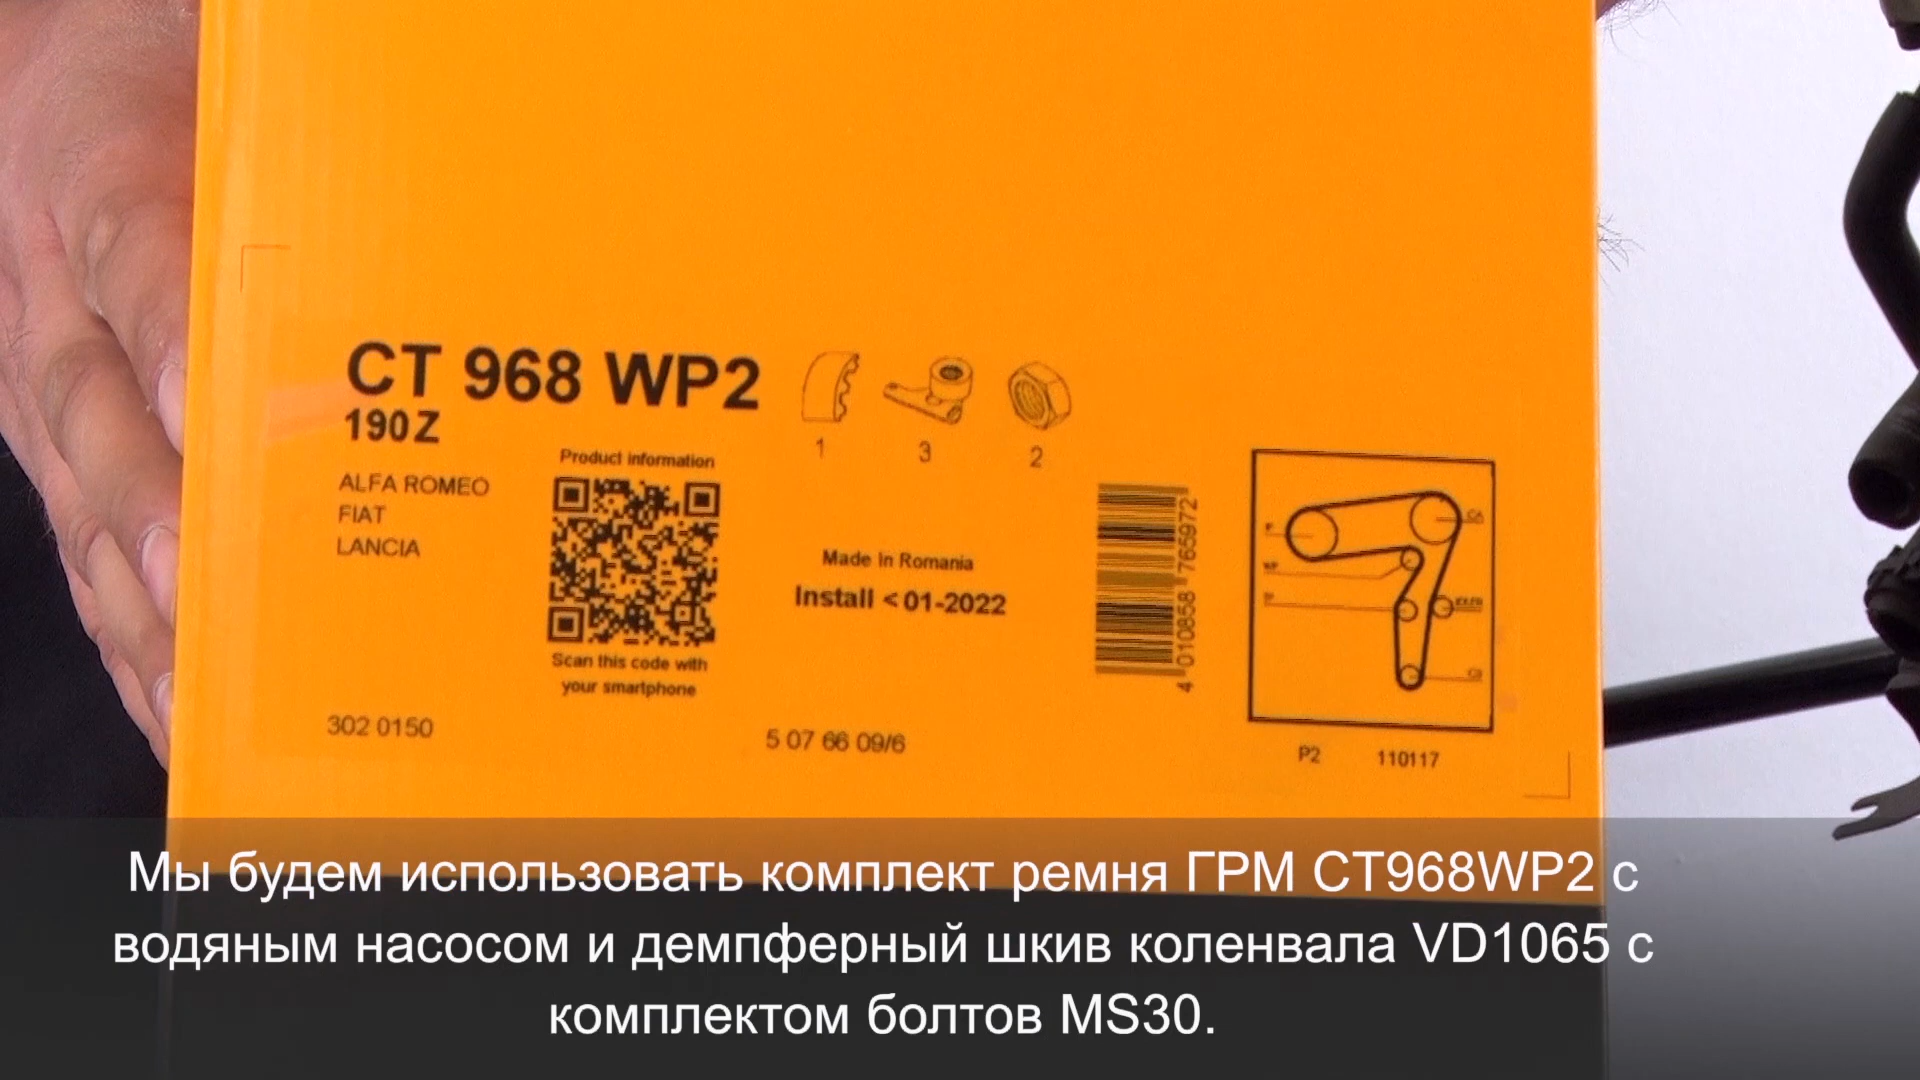 CT 968 WP2
190Z
1
3
2
ALFA ROMEO
FIAT
LANCIA
Product information
Scan this code with
your smartphone
Made in Romania
Install < 01-2022
4 010858 765972
302 0150
5 07 66 09/6
P2 110117
Мы будем использовать комплект ремня ГРМ CT968WP2 с
водяным насосом и демпферный шкив коленвала VD1065 с
комплектом болтов MS30.